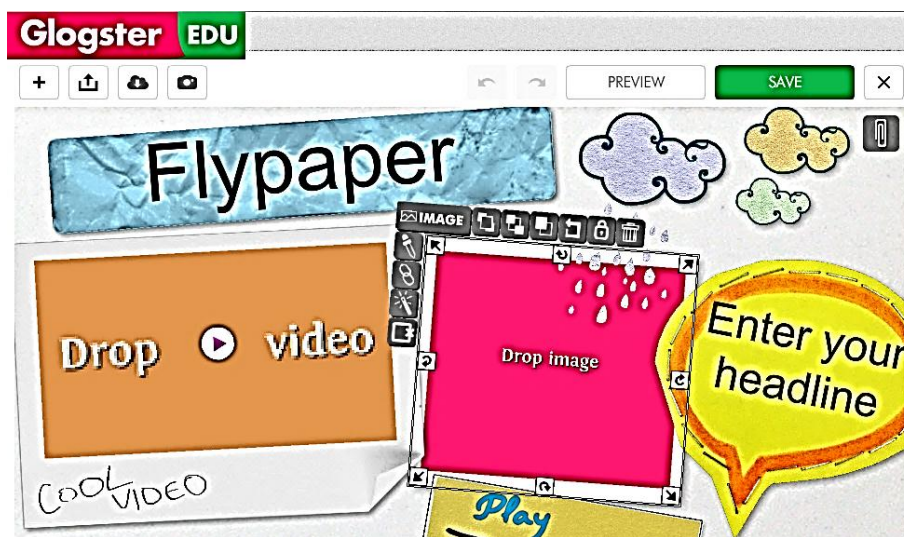 Glogster EDU
PREVIEW
SAVE
Flypaper
IMAGE
Drop video
Drop image
Enter your
headline
COOL
VIDEO
Play